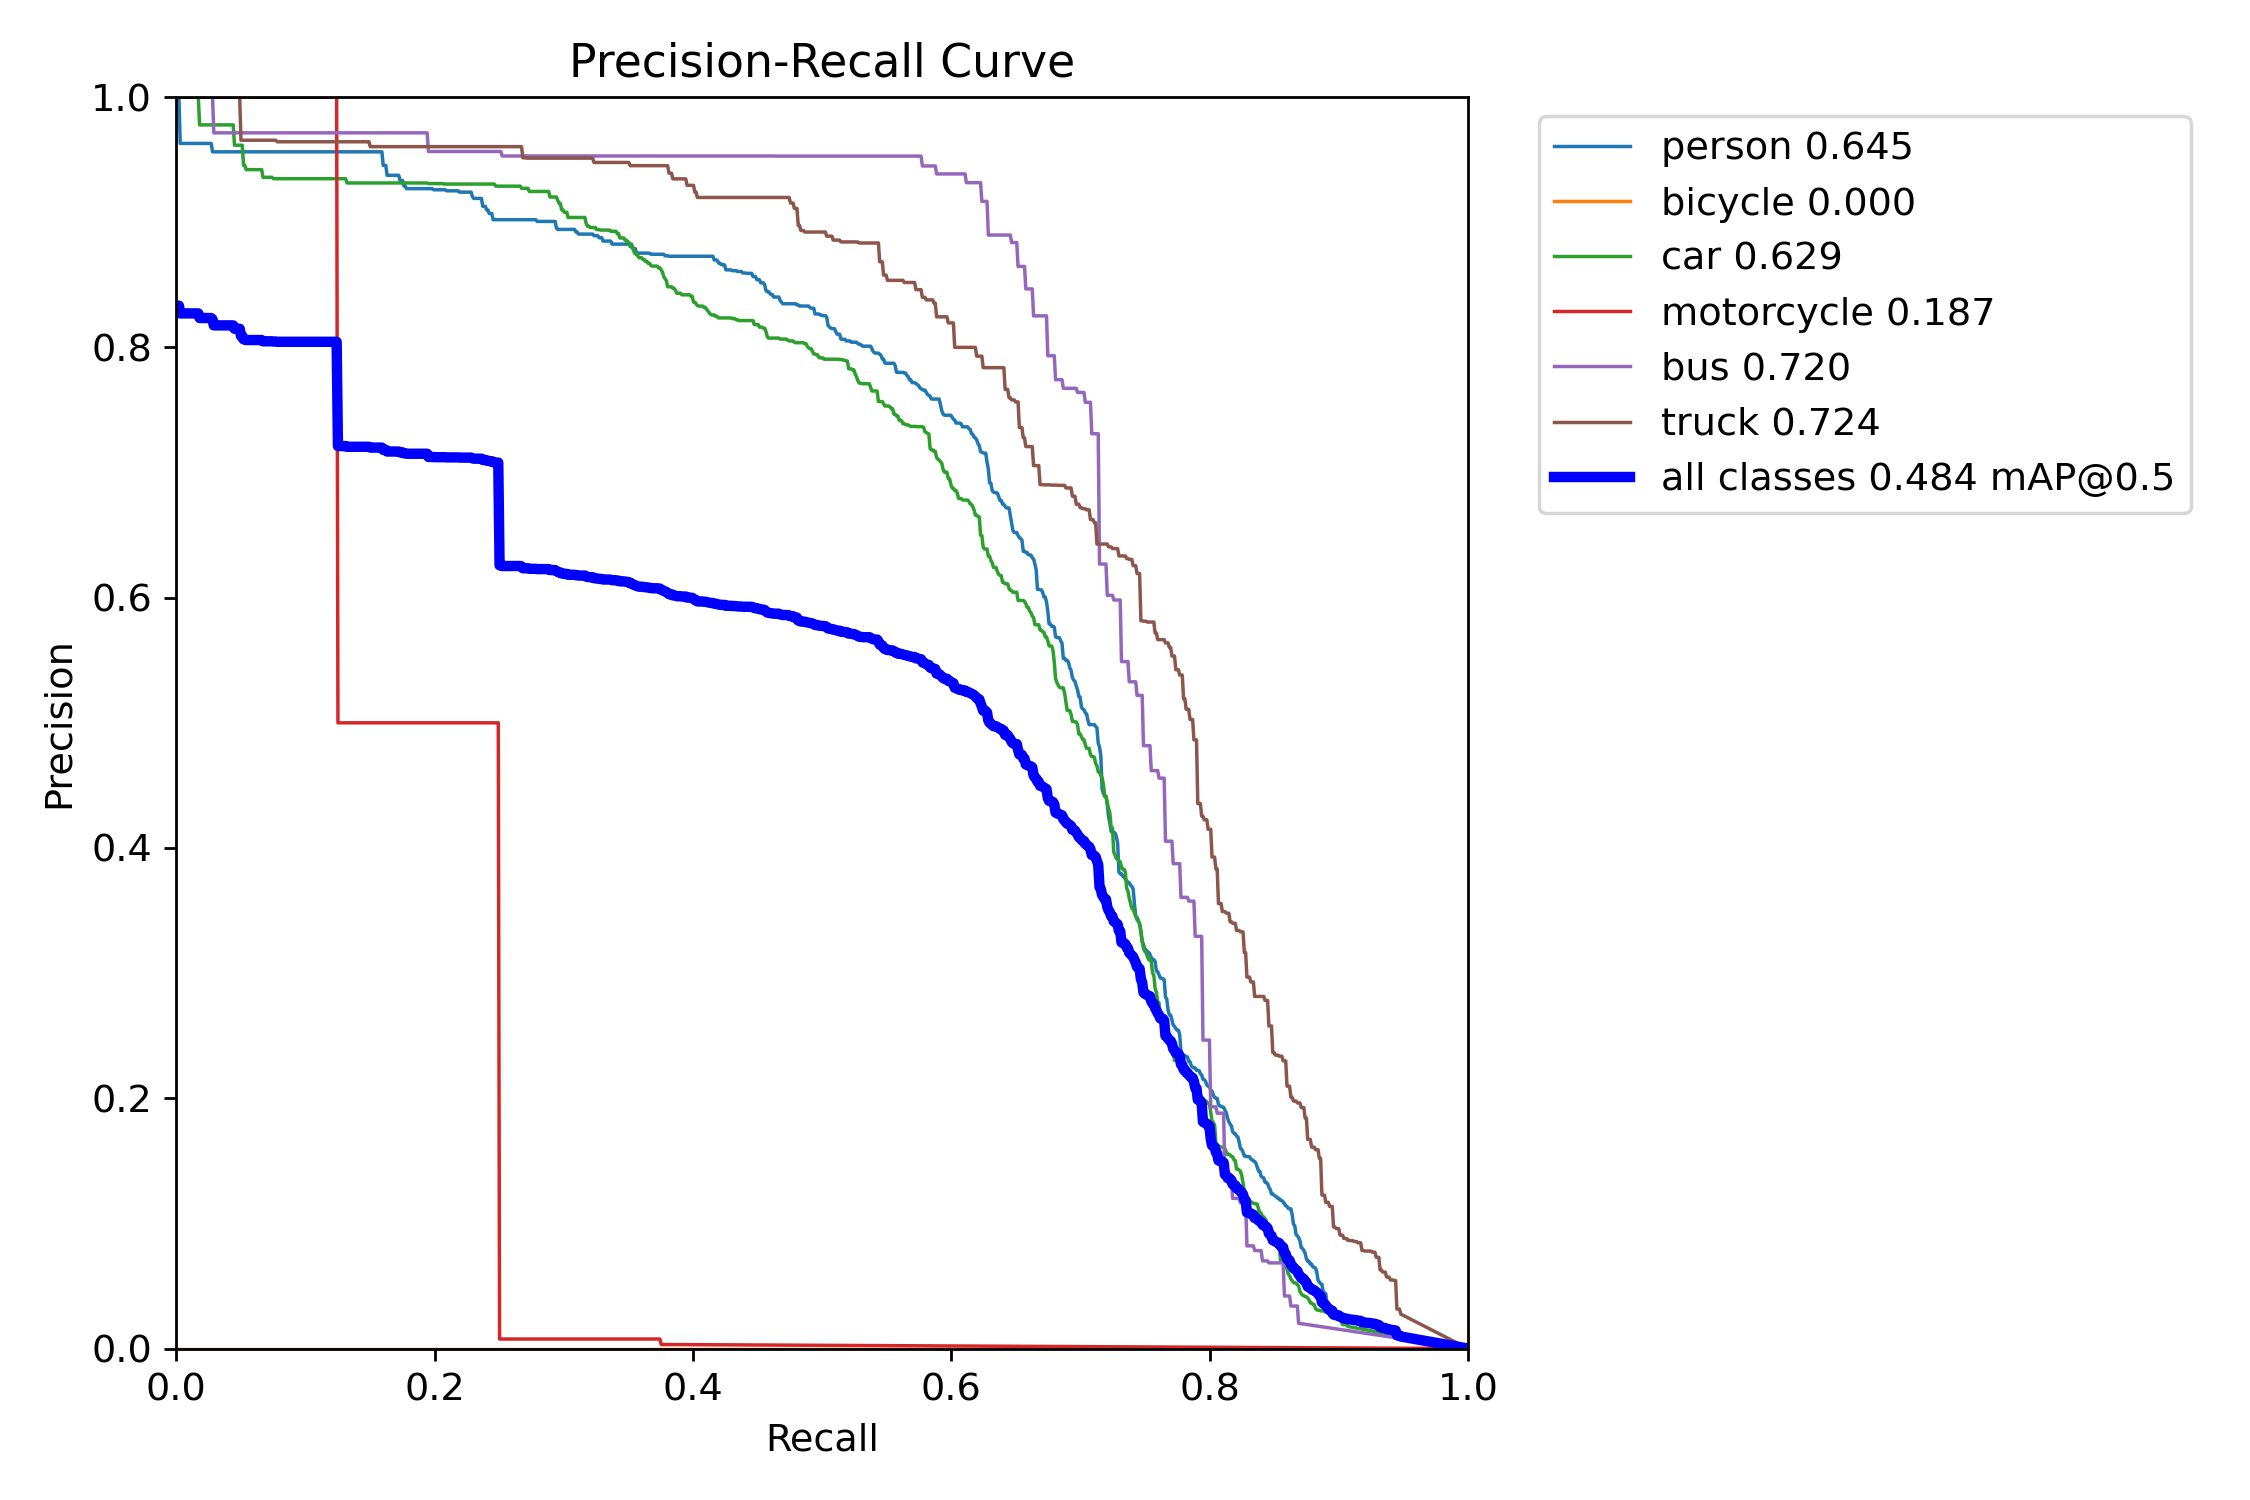 Precision-Recall Curve
1.0
0.8
0.6
0.4
0.2
0.0
Precision
0.0 0.2 0.4 0.6 0.8 1.0
Recall
person 0.645
bicycle 0.000
car 0.629
motorcycle 0.187
bus 0.720
truck 0.724
all classes 0.484 mAP@0.5